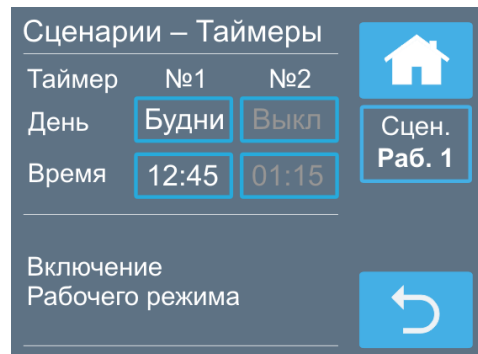 Сценарии – Таймеры
Таймер №1 №2
День Будни Выкл
Время 12:45 01:15
Сцен.
Раб. 1
Включение
Рабочего режима